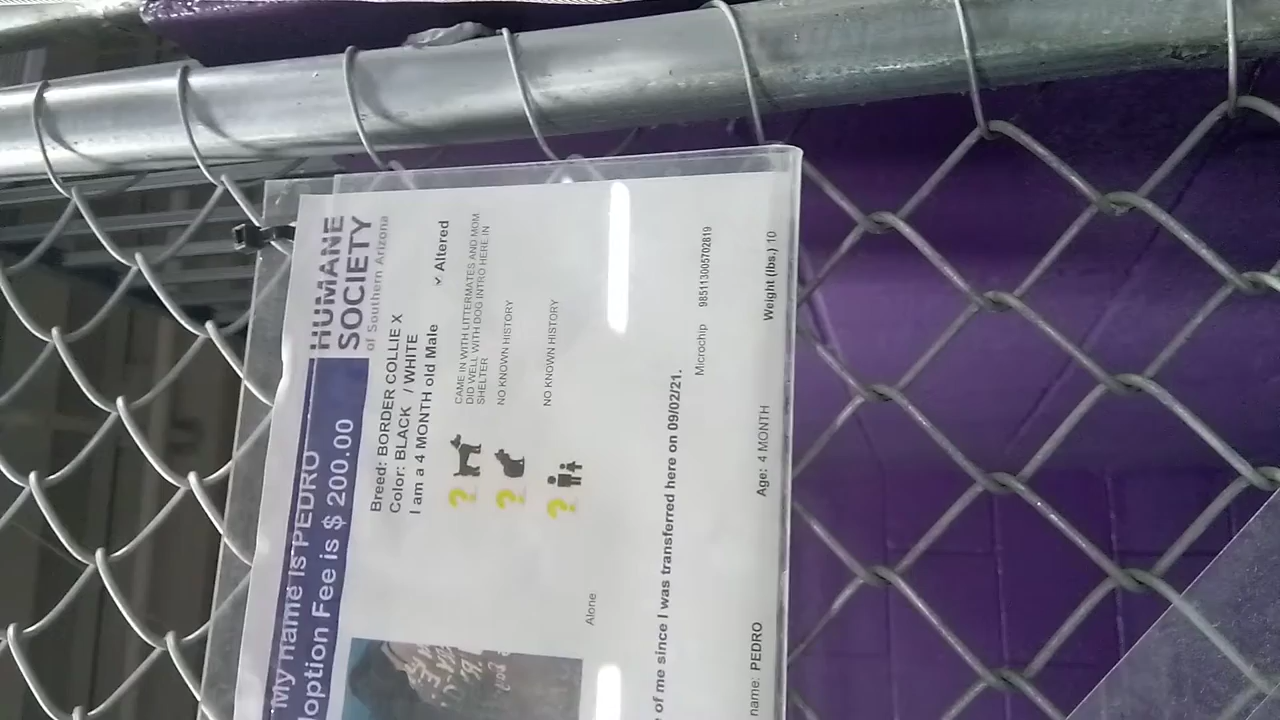 My name is PEDRO
doption Fee is $ 200.00
HUMANE
SOCIETY
of Southern Arizona
Breed: BORDER COLLIE X
Color: BLACK / WHITE
I am a 4 MONTH old Male ✓ Altered
? CAME IN WITH LITTERMATES AND MOM
DID WELL WITH DOG INTRO HERE IN
SHELTER
? NO KNOWN HISTORY
? NO KNOWN HISTORY
Alone
e of me since I was transferred here on 09/02/21.
Microchip 985113005702819
name: PEDRO Age: 4 MONTH Weight (lbs.) 10